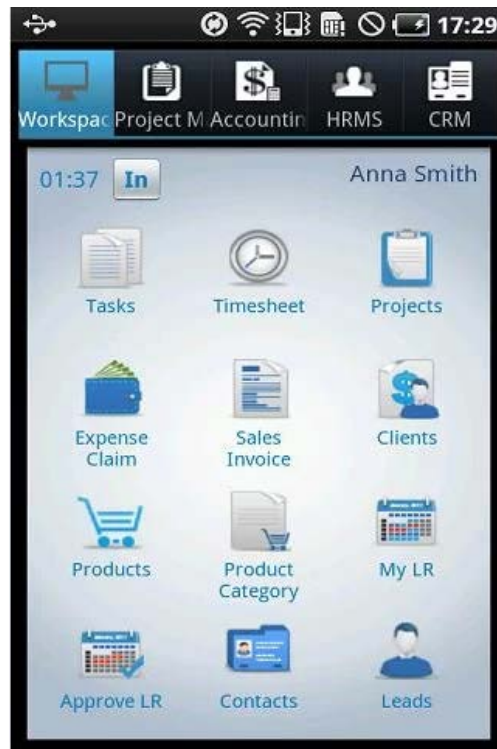 17:29
Workspac Project M Accountin HRMS CRM
01:37 In Anna Smith
Tasks Timesheet Projects
Expense Claim
Sales Invoice
Clients
Products
Product Category
My LR
Approve LR Contacts Leads